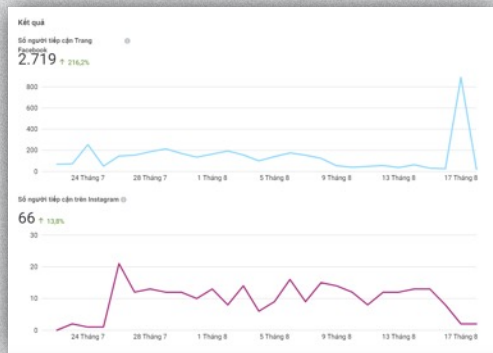 Kết quả
Số người tiếp cận Trang
Facebook
2.719 ↑ 216,2%
800
600
400
200
0
24 Tháng 7 28 Tháng 7 1 Tháng 8 5 Tháng 8 9 Tháng 8 13 Tháng 8 17 Tháng 8
Số người tiếp cận trên Instagram
66 ↑ 13,8%
30
20
10
0
24 Tháng 7 28 Tháng 7 1 Tháng 8 5 Tháng 8 9 Tháng 8 13 Tháng 8 17 Tháng 8